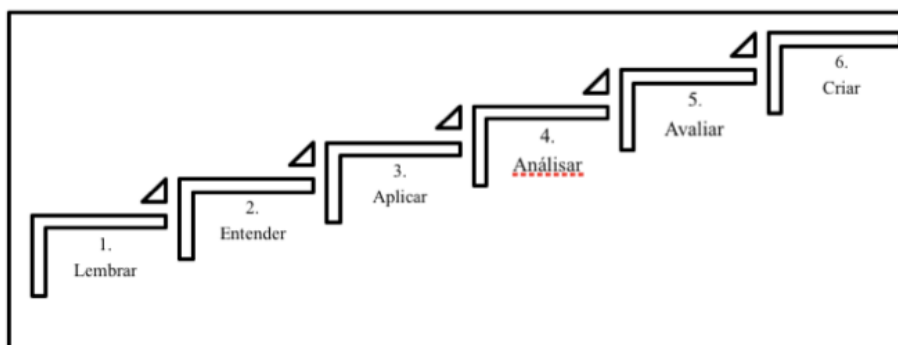 1.
Lembrar
2.
Entender
3.
Aplicar
4.
Análisar
5.
Avaliar
6.
Criar